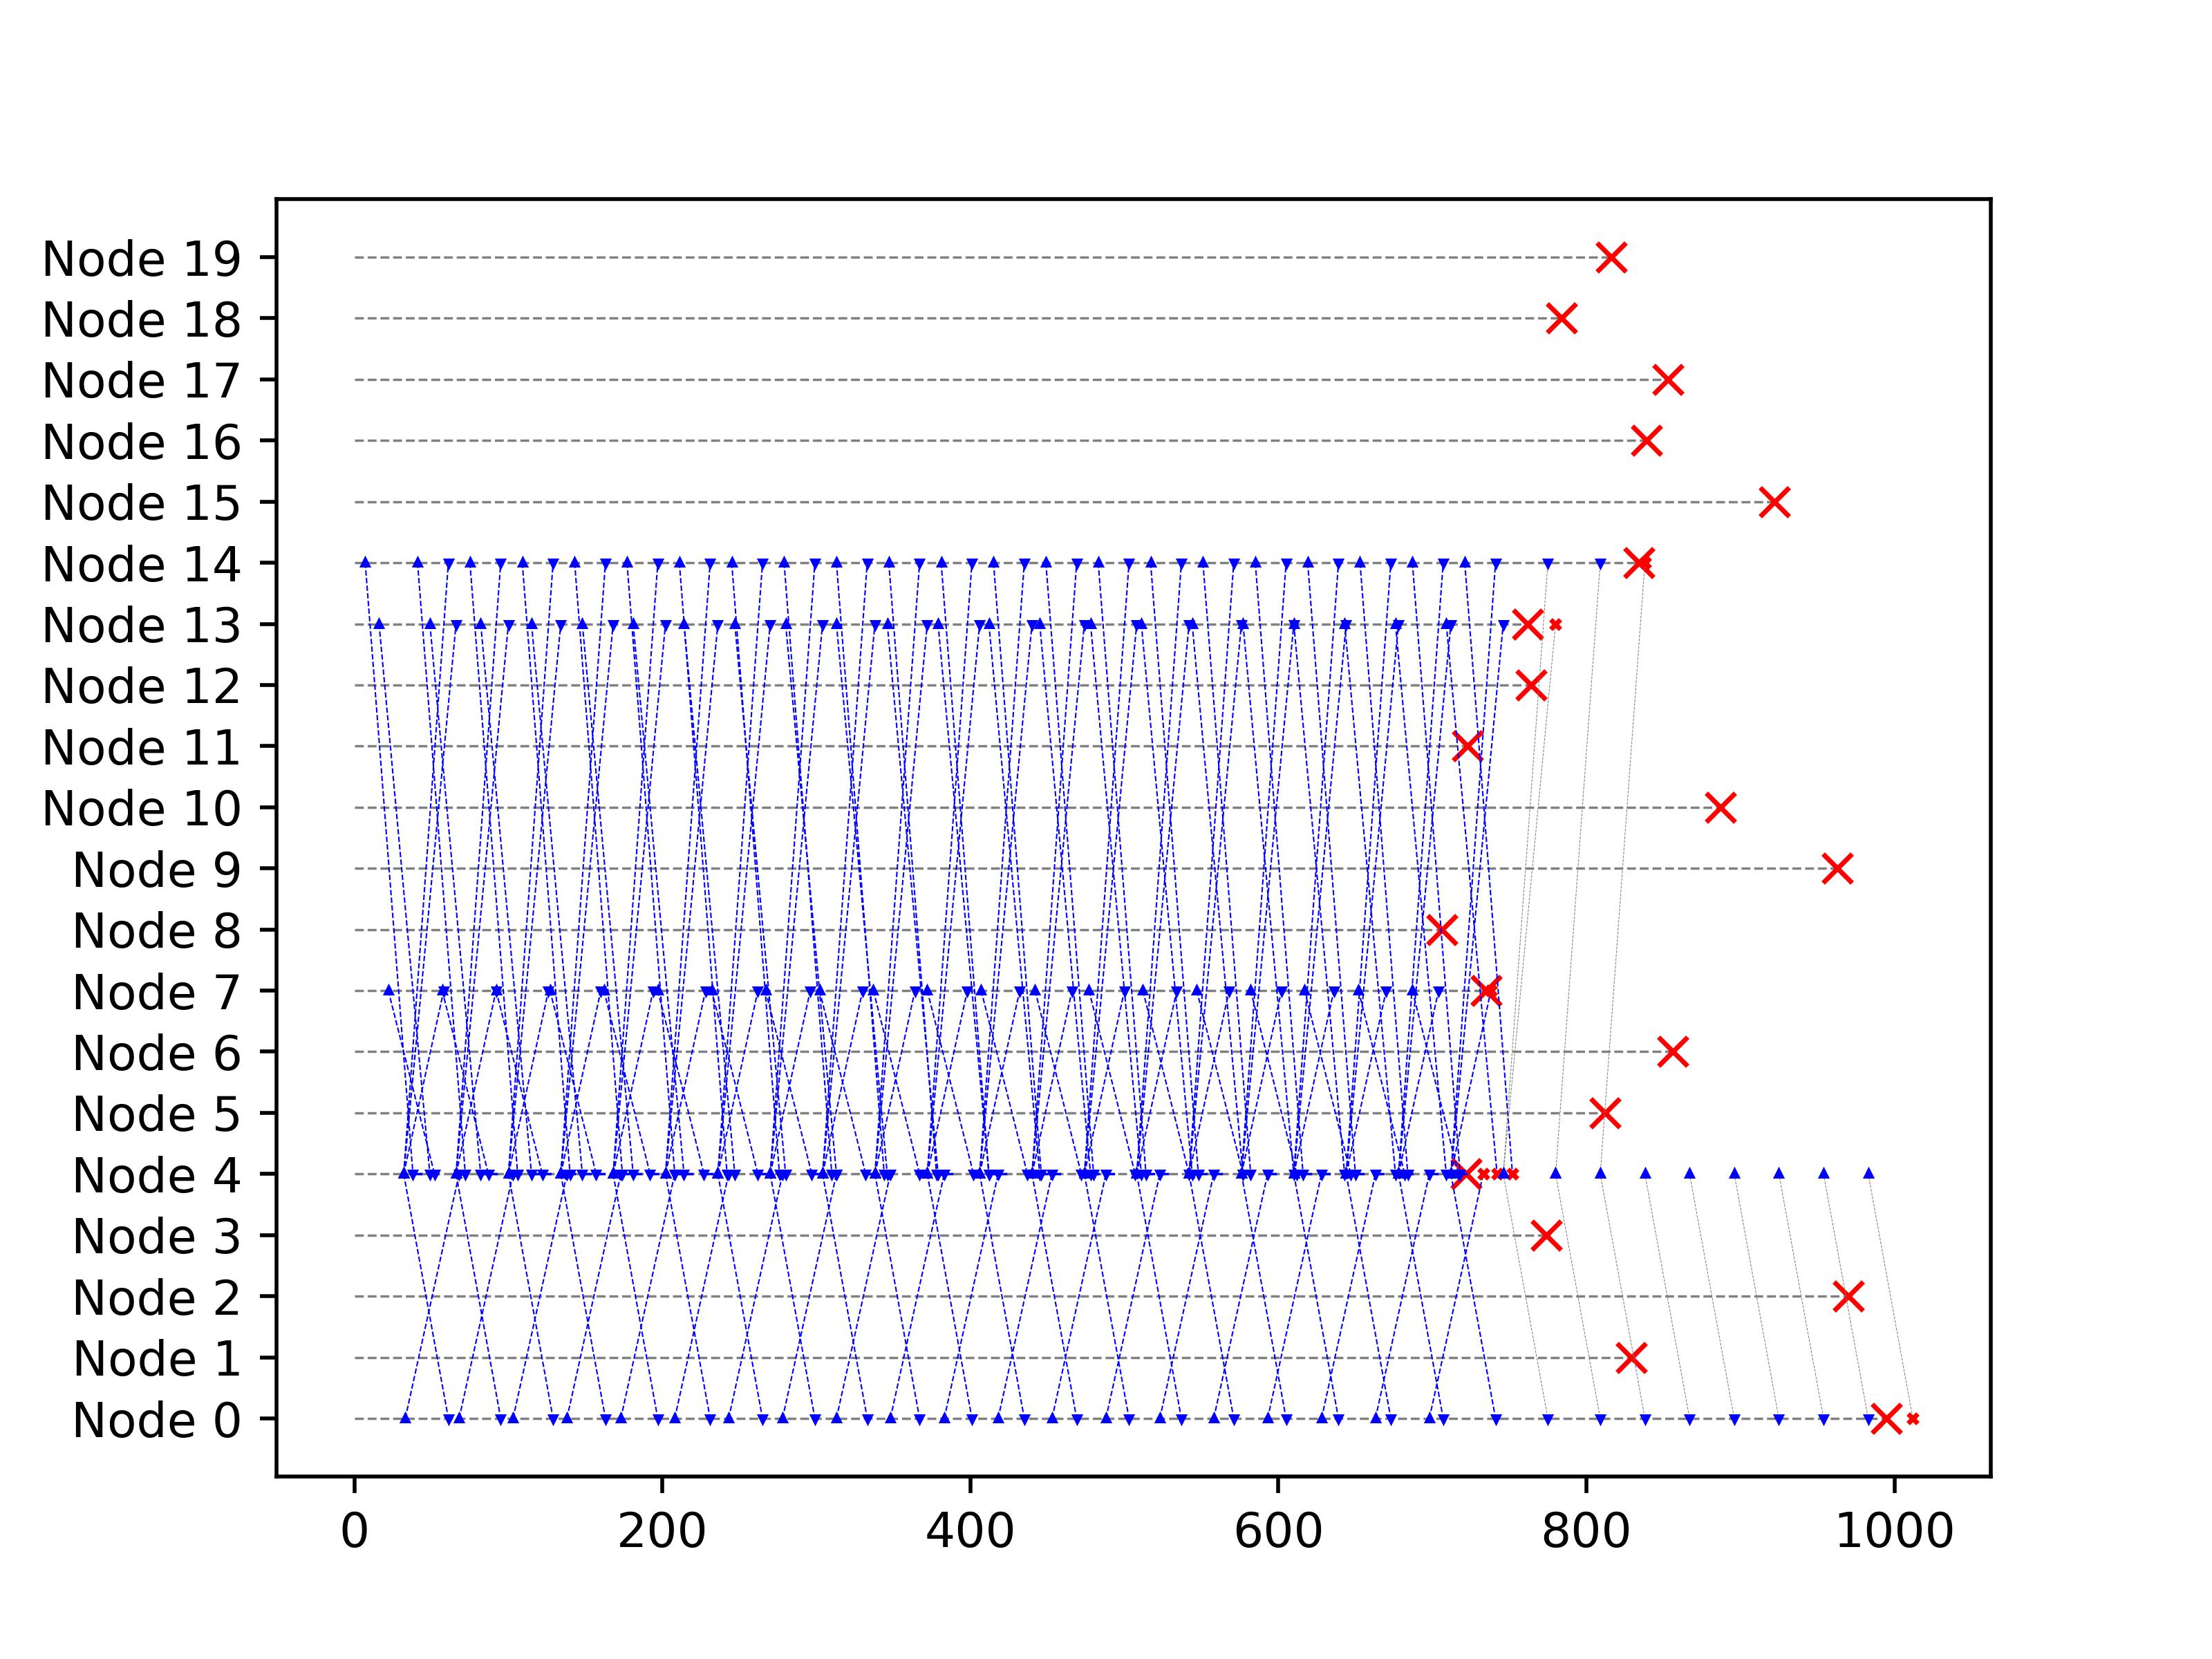 Node 19
Node 18
Node 17
Node 16
Node 15
Node 14
Node 13
Node 12
Node 11
Node 10
Node 9
Node 8
Node 7
Node 6
Node 5
Node 4
Node 3
Node 2
Node 1
Node 0
0 200 400 600 800 1000